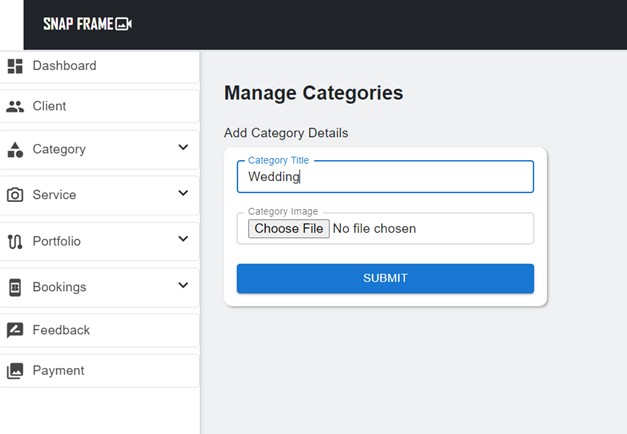 SNAP FRAME
Dashboard
Client
Category
Service
Portfolio
Bookings
Feedback
Payment
Manage Categories
Add Category Details
Category Title
Wedding
Category Image
Choose File No file chosen
SUBMIT